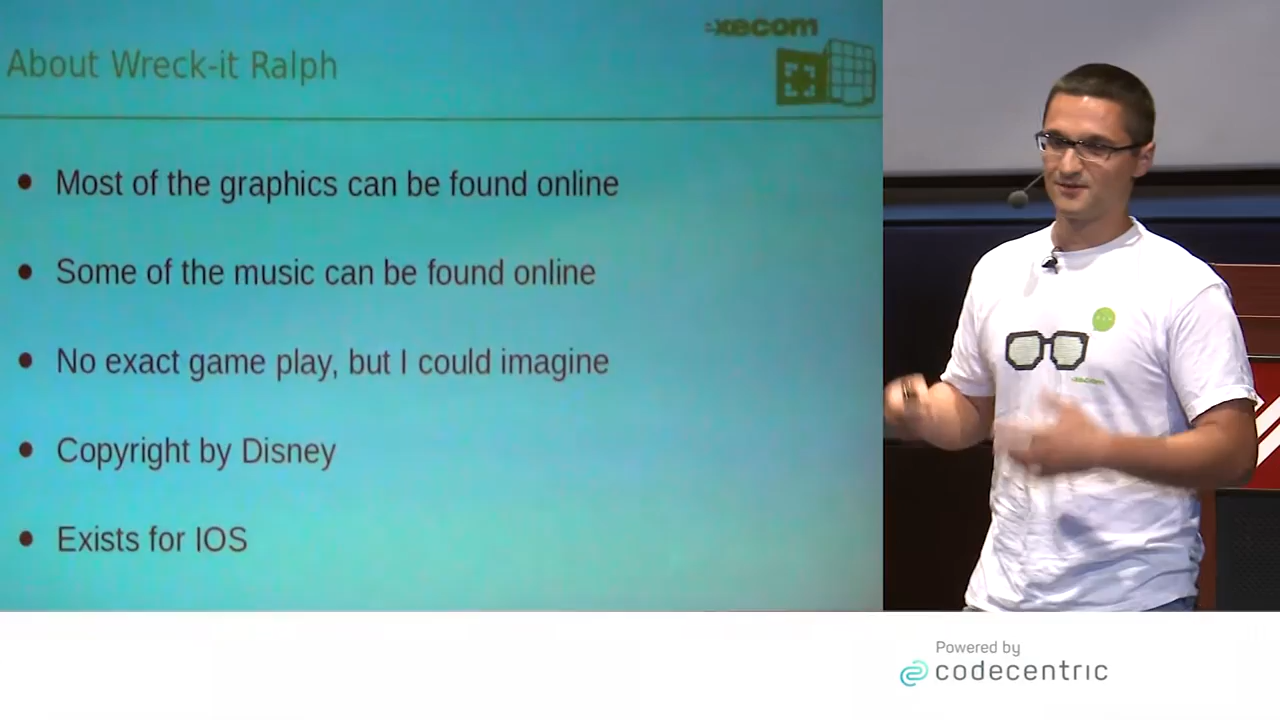 xecom
About Wreck-it Ralph
Most of the graphics can be found online
Some of the music can be found online
No exact game play, but I could imagine
Copyright by Disney
Exists for IOS
Powered by
codecentric